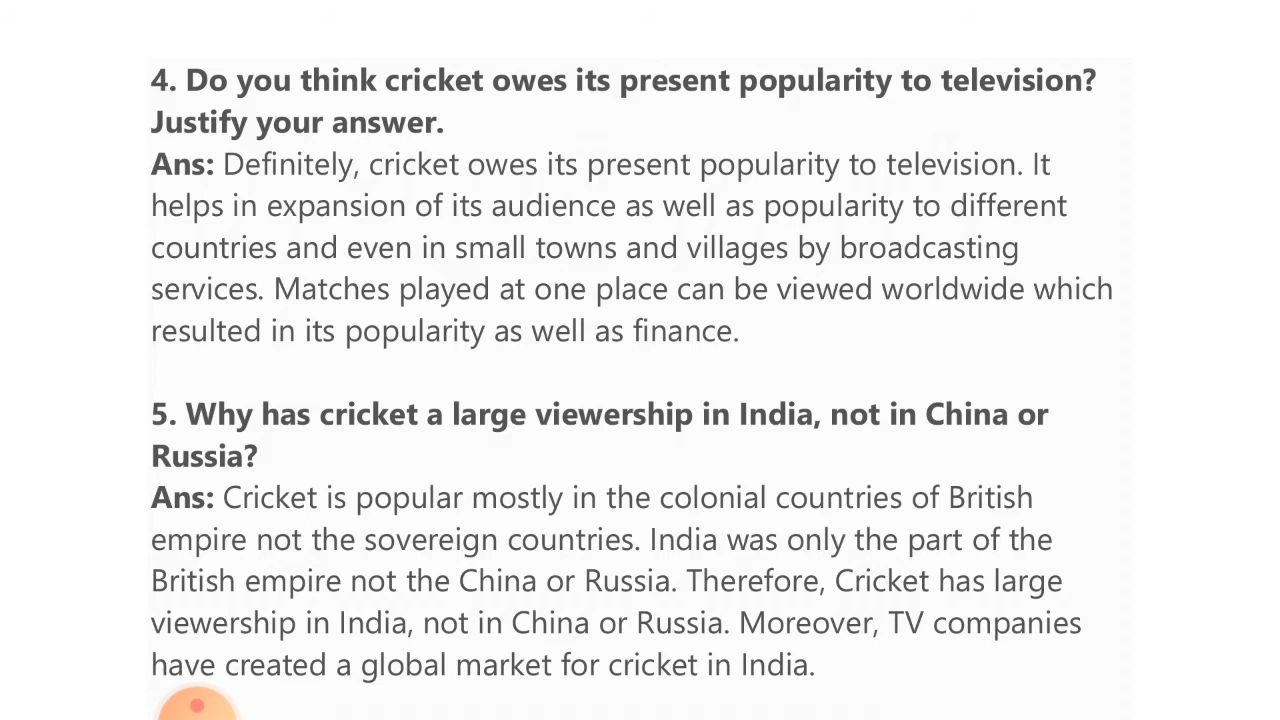 4. Do you think cricket owes its present popularity to television?
Justify your answer.
Ans: Definitely, cricket owes its present popularity to television. It
helps in expansion of its audience as well as popularity to different
countries and even in small towns and villages by broadcasting
services. Matches played at one place can be viewed worldwide which
resulted in its popularity as well as finance.
5. Why has cricket a large viewership in India, not in China or
Russia?
Ans: Cricket is popular mostly in the colonial countries of British
empire not the sovereign countries. India was only the part of the
British empire not the China or Russia. Therefore, Cricket has large
viewership in India, not in China or Russia. Moreover, TV companies
have created a global market for cricket in India.